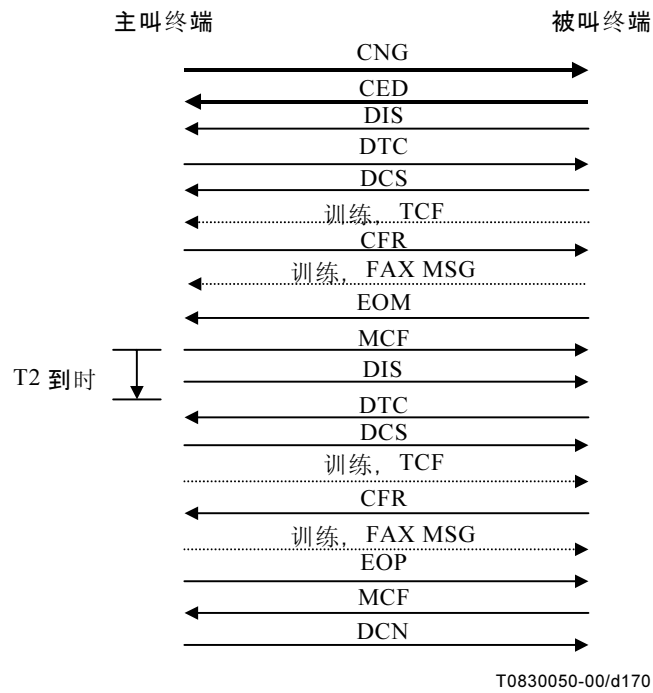 主叫终端 被叫终端
CNG
CED
DIS
DTC
DCS
训练，TCF
CFR
训练，FAX MSG
EOM
MCF
T2 到时
DIS
DTC
DCS
训练，TCF
CFR
训练，FAX MSG
EOP
MCF
DCN
T0830050-00/d170